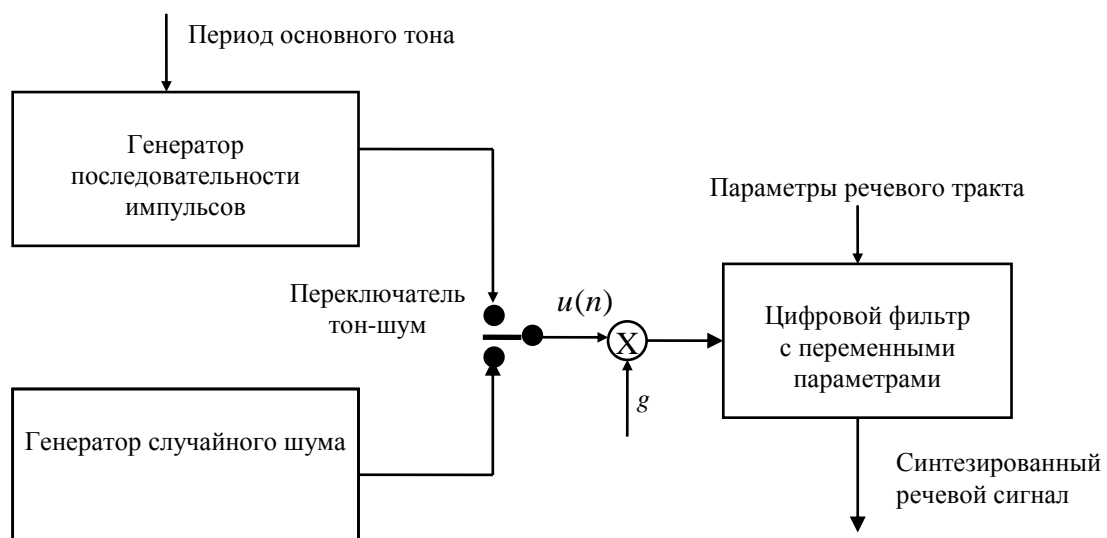 Период основного тона
Генератор
последовательности
импульсов
Параметры речевого тракта
Переключатель
тон-шум
u(n)
X
g
Цифровой фильтр
с переменными
параметрами
Генератор случайного шума
Синтезированный
речевой сигнал